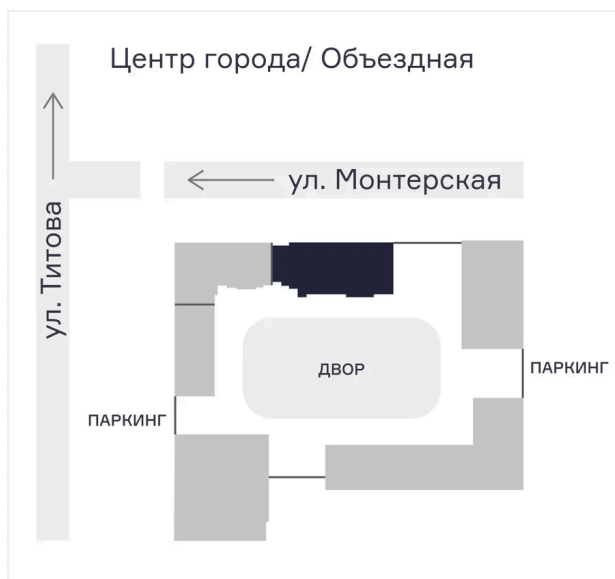 Центр города/ Объездная
ул. Монтерская
ул. Титова
ДВОР
ПАРКИНГ
ПАРКИНГ